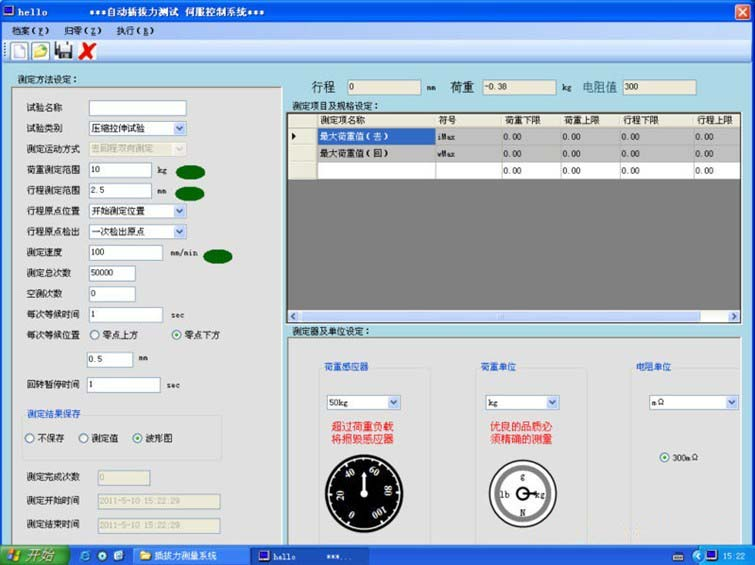 hello ***自动插拔力测试 伺服控制系统***
档案(F) 归零(Z) 执行(R)
测定方法设定：
行程 0 mm 荷重 -0.38 kg 电阻值 300
测定项目及规格设定：
测定项名称 符号 荷重下限 荷重上限 行程下限 行程上限
最大荷重值(去) iMax 0.00 0.00 0.00 0.00
最大荷重值(回) wMax 0.00 0.00 0.00 0.00
0.00 0.00 0.00 0.00
试验名称
试验类别 压缩拉伸试验
测定运动方式 去回程双向测定
荷重测定范围 10 kg
行程测定范围 2.5 mm
行程原点位置 开始测定位置
行程原点检出 一次检出原点
测定速度 100 mm/min
测定总次数 50000
空测次数 0
每次等候时间 1 sec
每次等候位置 零点上方 零点下方
0.5 mm
回转暂停时间 1 sec
测定结果保存
不保存 测定值 波形图
测定完成次数 0
测定开始时间 2011-5-10 15:22:29
测定结束时间 2011-5-10 15:22:29
测定器及单位设定：
荷重感应器 荷重单位 电阻单位
50kg kg mΩ
超过荷重负载
将损毁感应器
优良的品质必
须精确的测量
300mΩ
0 20 40 60 80 100
g
lb kg
N
开始 插拔力测量系统 hello ***... 15:22